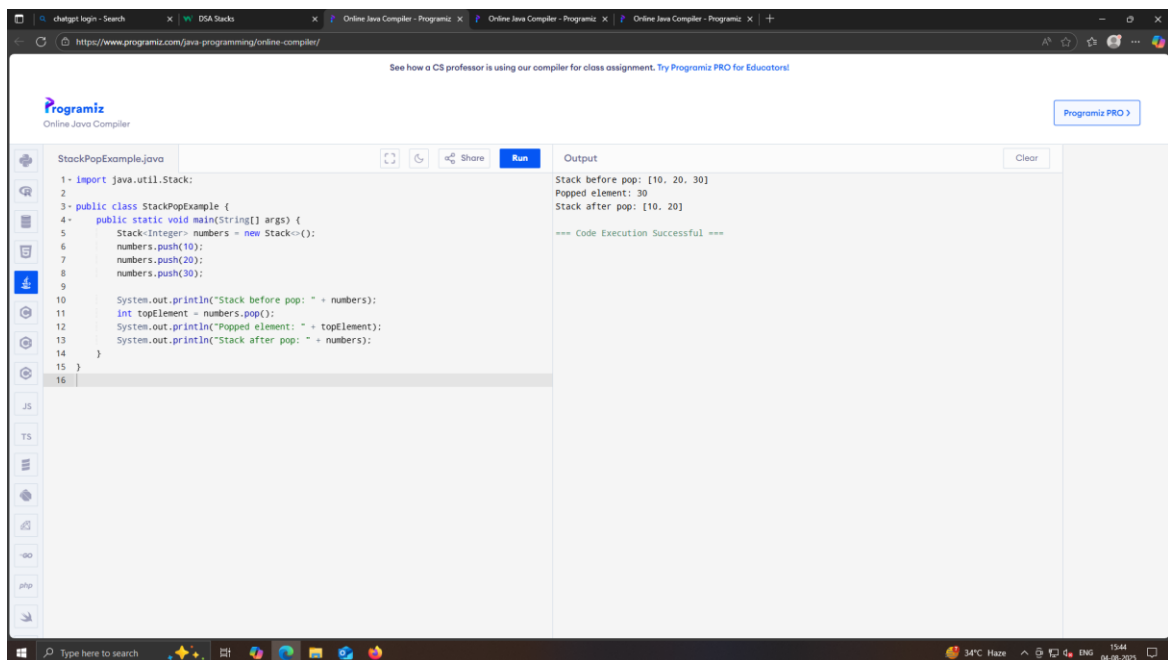 chatgpt login - Search
DSA Stacks
Online Java Compiler - Programiz
Online Java Compiler - Programiz
Online Java Compiler - Programiz
https://www.programiz.com/java-programming/online-compiler/
See how a CS professor is using our compiler for class assignment. Try Programiz PRO for Educators!
Programiz
Online Java Compiler
Programiz PRO >
StackPopExample.java
Share
Run
Output
Clear
1 import java.util.Stack;
2
3 public class StackPopExample {
4 public static void main(String[] args) {
5 Stack<Integer> numbers = new Stack<>();
6 numbers.push(10);
7 numbers.push(20);
8 numbers.push(30);
9
10 System.out.println("Stack before pop: " + numbers);
11 int topElement = numbers.pop();
12 System.out.println("Popped element: " + topElement);
13 System.out.println("Stack after pop: " + numbers);
14 }
15 }
16
Stack before pop: [10, 20, 30]
Popped element: 30
Stack after pop: [10, 20]
=== Code Execution Successful ===
JS
TS
GO
php
Type here to search
34°C Haze
ENG
15:44
04-08-2025